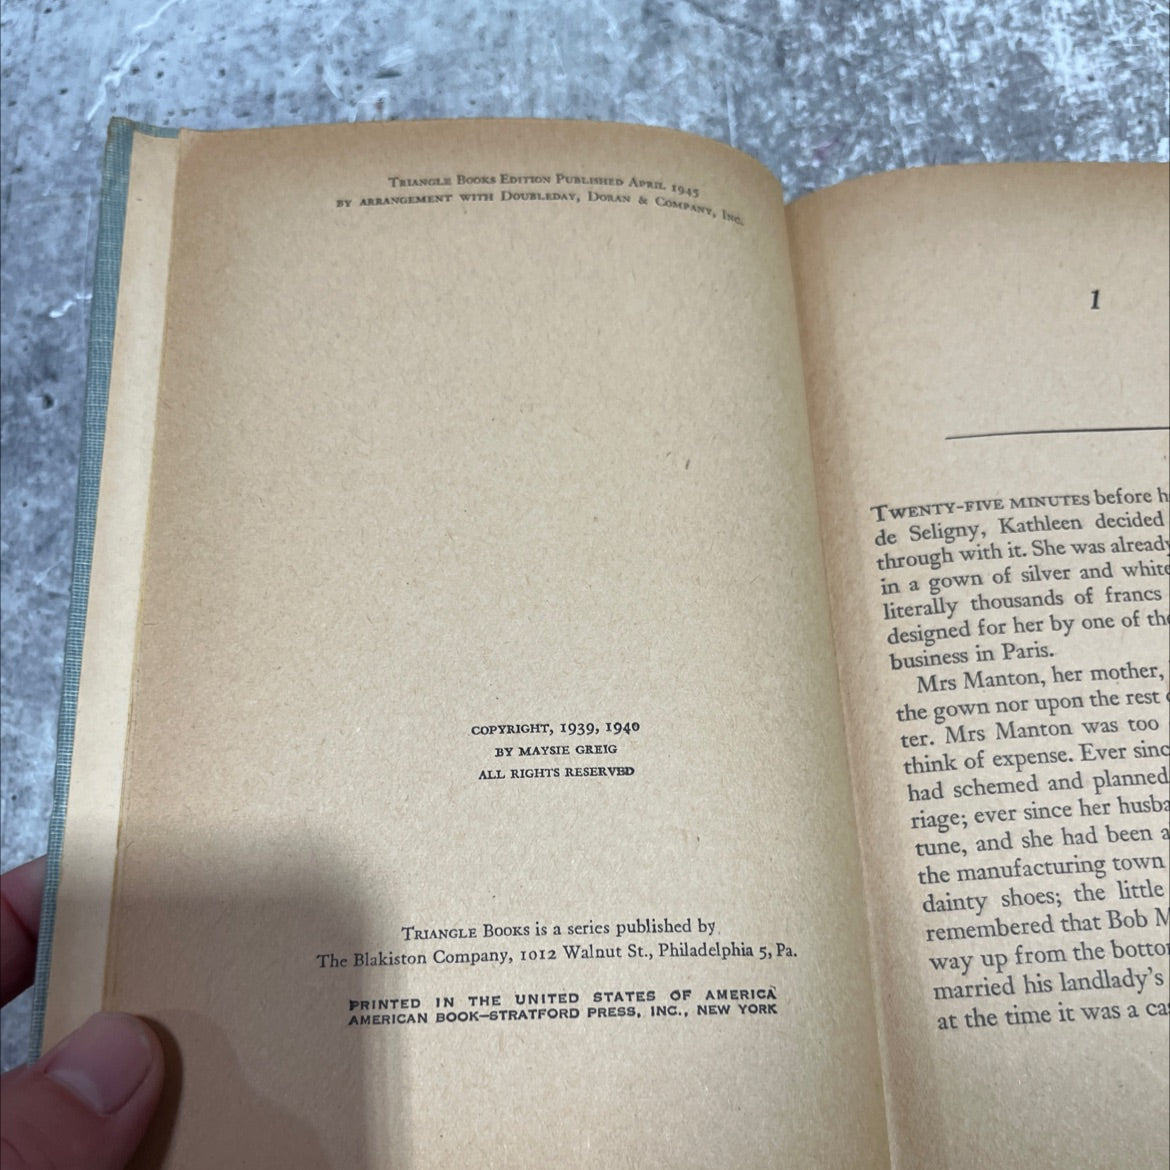 TRIANGLE BOOKS EDITION PUBLISHED APRIL 1945
BY ARRANGEMENT WITH DOUBLEDAY, DORAN & COMPANY, INC.
COPYRIGHT, 1939, 1940
BY MAYSIE GREIG
ALL RIGHTS RESERVED
TRIANGLE BOOKS is a series published by
The Blakiston Company, 1012 Walnut St., Philadelphia 5, Pa.
PRINTED IN THE UNITED STATES OF AMERICA
AMERICAN BOOK—STRATFORD PRESS, INC., NEW YORK
1
TWENTY-FIVE MINUTES before h
de Seligny, Kathleen decided
through with it. She was already
in a gown of silver and white
literally thousands of francs
designed for her by one of the
business in Paris.
Mrs Manton, her mother,
the gown nor upon the rest
ter. Mrs Manton was too
think of expense. Ever sinc
had schemed and planned
riage; ever since her husba
tune, and she had been a
the manufacturing town
dainty shoes; the little
remembered that Bob M
way up from the botto
married his landlady's
at the time it was a ca